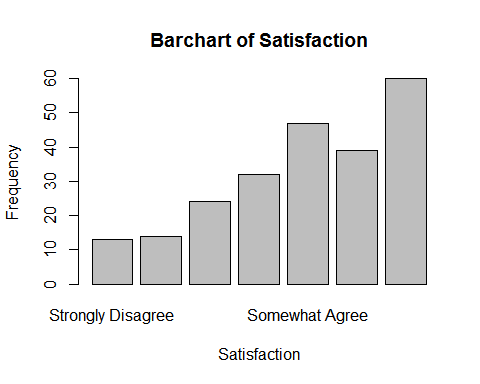 Barchart of Satisfaction
Frequency
60
50
40
30
20
10
0
Strongly Disagree Somewhat Agree
Satisfaction